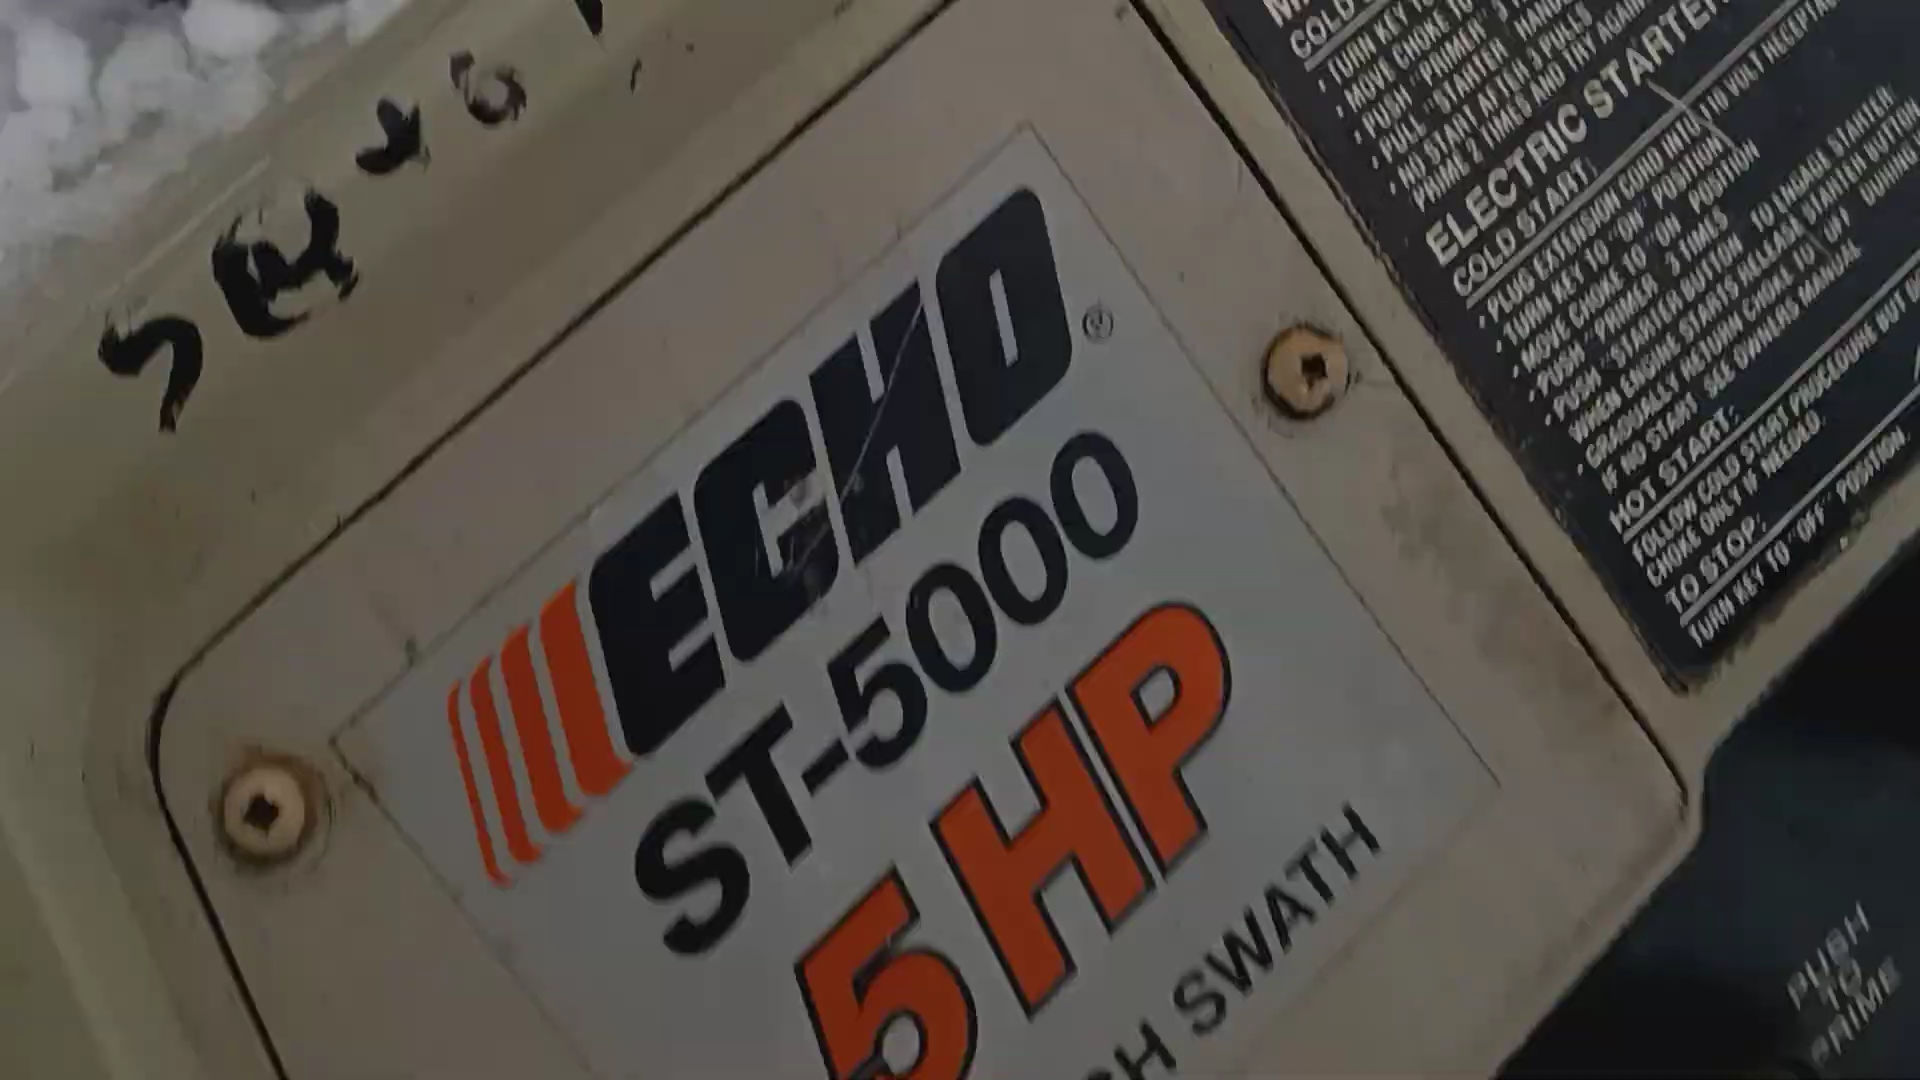 ECHO®
ST-5000
5 HP
SWATH
COLD
TURN KEY TO
MOVE CHOKE TO
PUSH "PRIMER" 3
PULL "STARTER HANDLE
NO START AFTER 3 PULLS
PRIME 2 TIMES AND TRY AGAIN
ELECTRIC STARTER
COLD START:
PLUG EXTENSION CORD INTO 110 VOLT
TURN KEY TO "ON" POSITION
MOVE CHOKE TO "ON" POSITION
PUSH "PRIMER" 3 TIMES
PUSH "STARTER BUTTON" TO ENGAGE STARTER.
WHEN ENGINE STARTS RELEASE STARTER BUTTON
GRADUALLY RETURN CHOKE TO "OFF"
IF NO START SEE OWNERS MANUAL
HOT START:
FOLLOW COLD START PROCEDURE BUT
CHOKE ONLY IF NEEDED.
TO STOP:
TURN KEY TO "OFF" POSITION.
PUSH
TO
PRIME